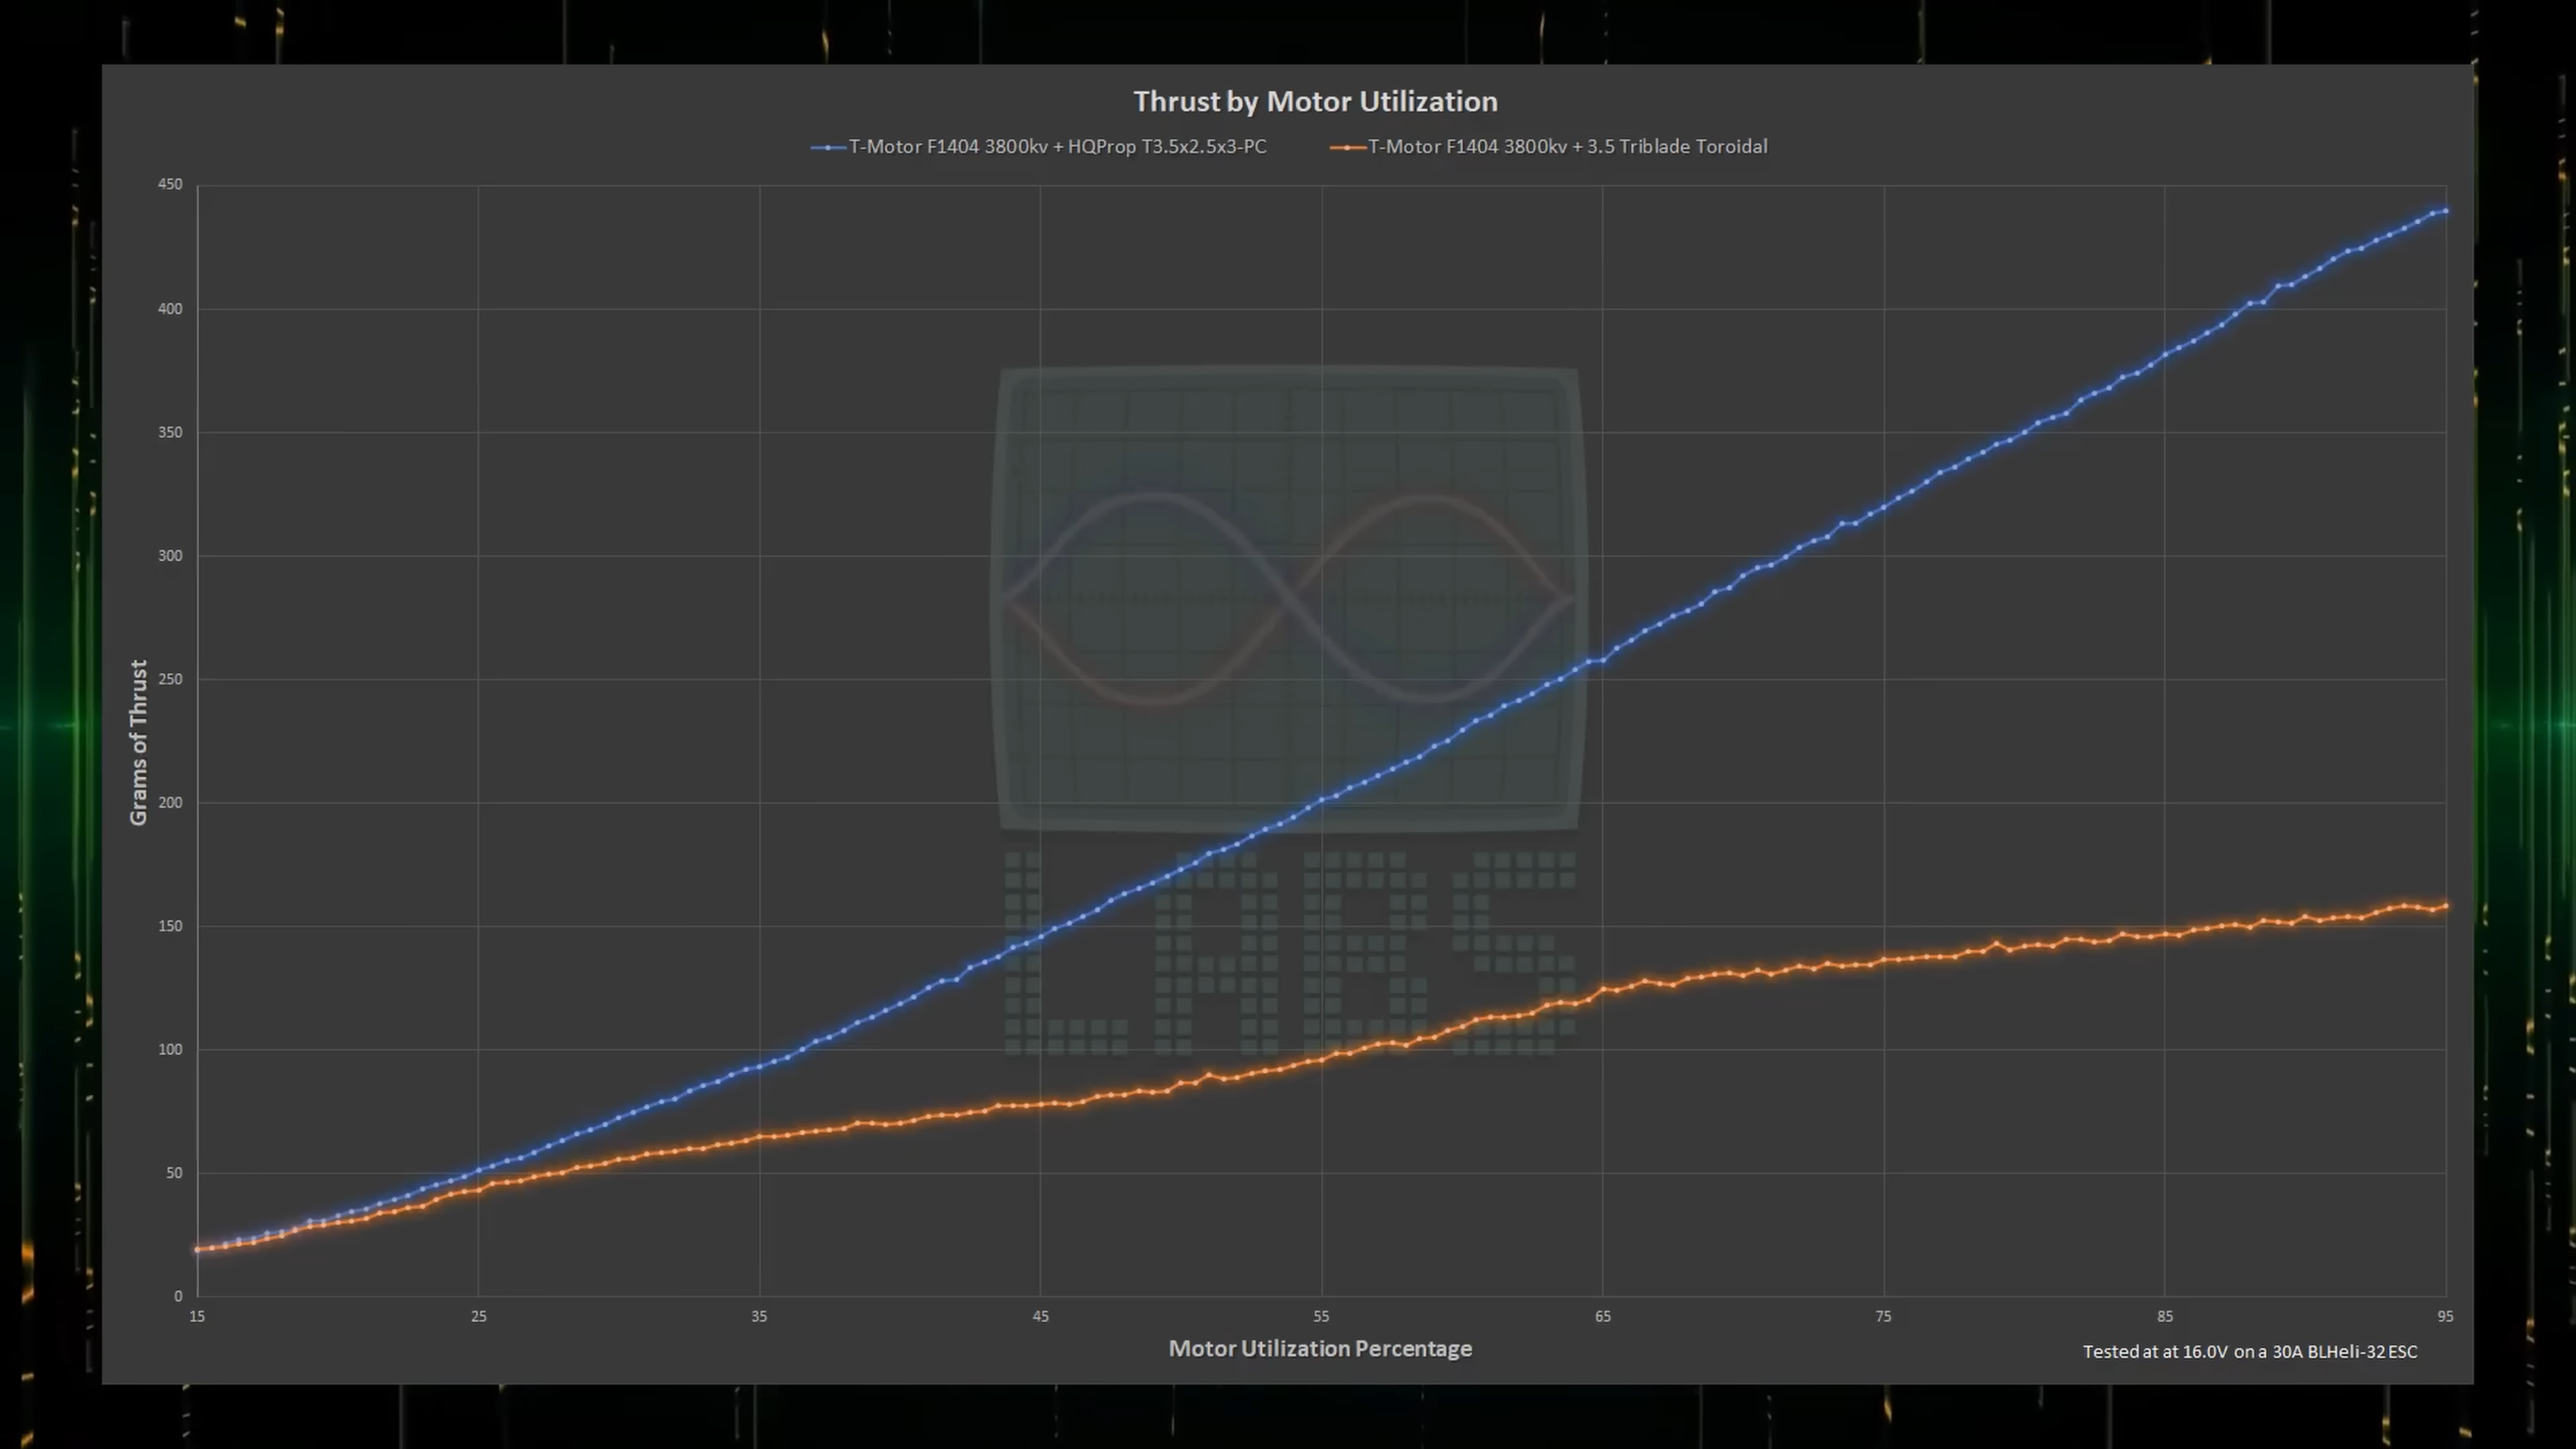 Thrust by Motor Utilization
T-Motor F1404 3800kv + HQProp T3.5x2.5x3-PC
T-Motor F1404 3800kv + 3.5 Triblade Toroidal
450
400
350
300
250
200
150
100
50
0
Grams of Thrust
LABS
15 25 35 45 55 65 75 85 95
Motor Utilization Percentage
Tested at at 16.0V on a 30A BLHeli-32 ESC